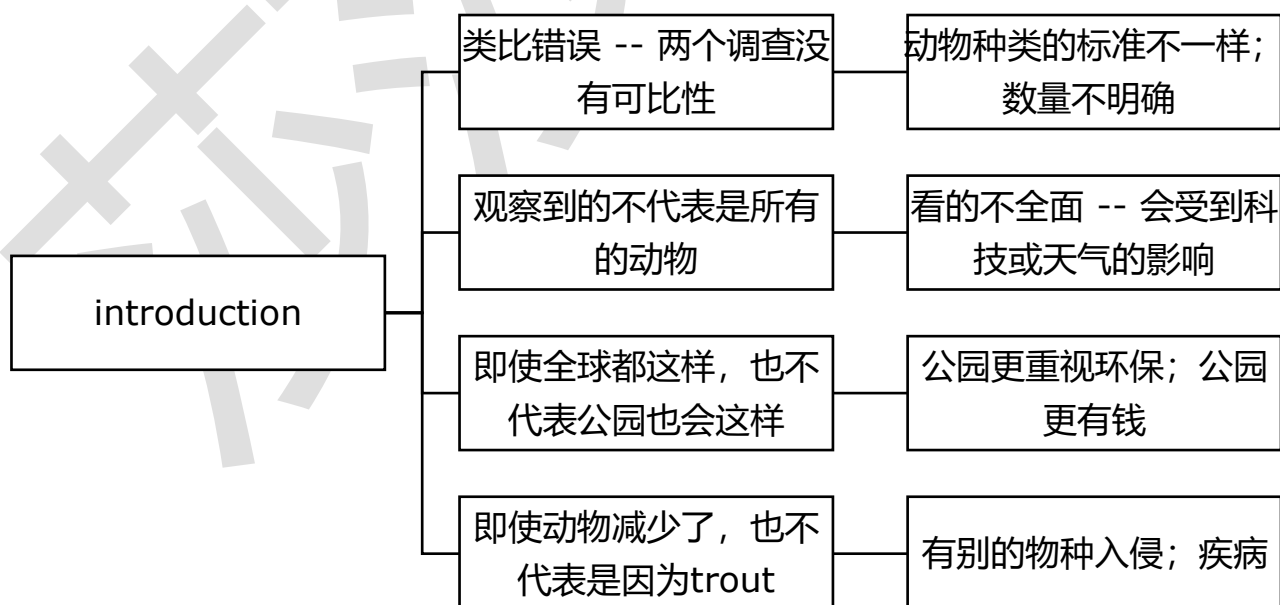 类比错误 -- 两个调查没
有可比性
动物种类的标准不一样；
数量不明确
观察到的不代表是所有
的动物
看的不全面 -- 会受到科
技或天气的影响
introduction
即使全球都这样，也不
代表公园也会这样
公园更重视环保；公园
更有钱
即使动物减少了，也不
代表是因为trout
有别的物种入侵；疾病